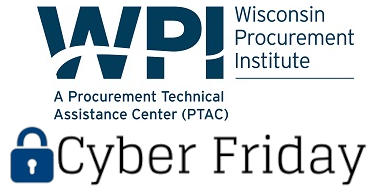 WPI
Wisconsin
Procurement
Institute
A Procurement Technical
Assistance Center (PTAC)
Cyber Friday